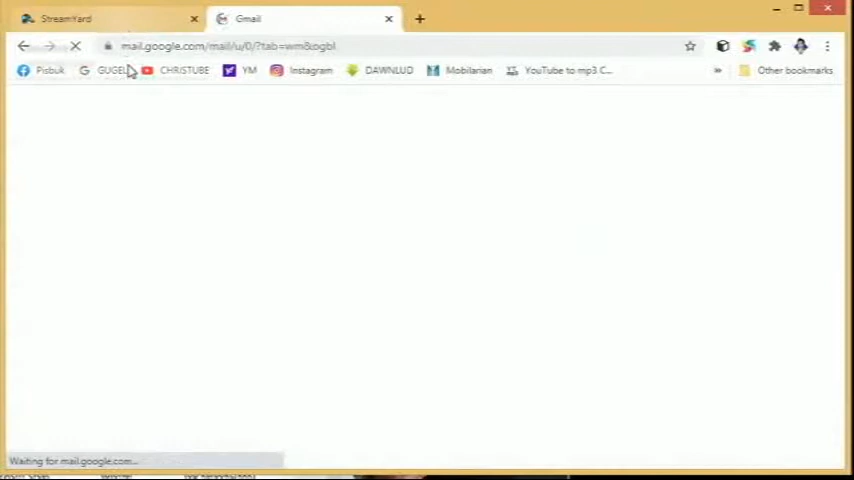 StreamYard
Gmail
mail.google.com/mail/u/0/?tab=wm&ogbl
Pisbuk GUGEL CHRISTUBE YM Instagram DAWNLUD Mobilarian YouTube to mp3 C... » Other bookmarks
Waiting for mail.google.com...